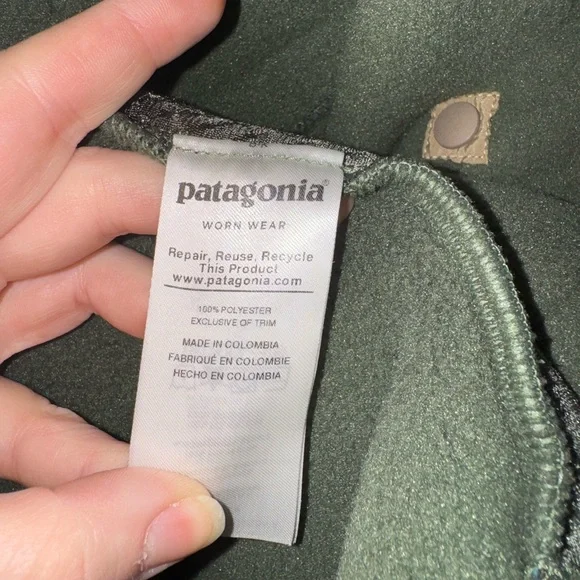 patagonia®
WORN WEAR
Repair, Reuse, Recycle
This Product
www.patagonia.com
100% POLYESTER
EXCLUSIVE OF TRIM
MADE IN COLOMBIA
FABRIQUÉ EN COLOMBIE
HECHO EN COLOMBIA